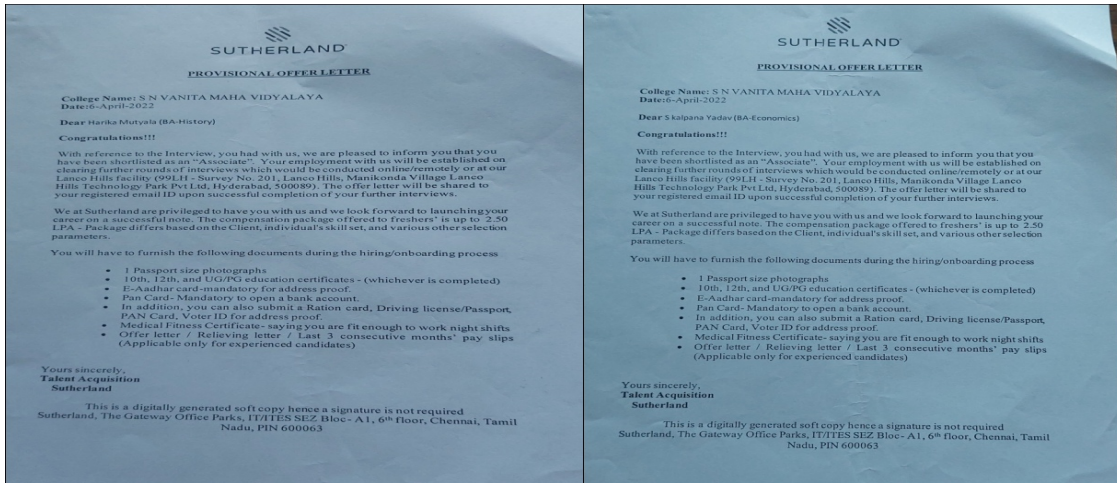 SUTHERLAND
PROVISIONAL OFFER LETTER
College Name: S N VANITA MAHA VIDYALAYA
Date:6-April-2022
Dear Harika Mutyala (BA-History)
Congratulations!!!
With reference to the Interview, you had with us, we are pleased to inform you that you
have been shortlisted as an “Associate”. Your employment with us will be established on
clearing further rounds of interviews which would be conducted online/remotely or at our
Lanco Hills facility (99LH - Survey No. 201, Lanco Hills, Manikonda Village Lanco
Hills Technology Park Pvt Ltd, Hyderabad, 500089). The offer letter will be shared to
your registered email ID upon successful completion of your further interviews.
We at Sutherland are privileged to have you with us and we look forward to launching your
career on a successful note. The compensation package offered to freshers’ is up to 2.50
LPA - Package differs based on the Client, individual's skill set, and various other selection
parameters.
You will have to furnish the following documents during the hiring/onboarding process
• 1 Passport size photographs
• 10th, 12th, and UG/PG education certificates - (whichever is completed)
• E-Aadhar card-mandatory for address proof.
• Pan Card- Mandatory to open a bank account.
• In addition, you can also submit a Ration card, Driving license/Passport,
PAN Card, Voter ID for address proof.
• Medical Fitness Certificate- saying you are fit enough to work night shifts
• Offer letter / Relieving letter / Last 3 consecutive months’ pay slips
(Applicable only for experienced candidates)
Yours sincerely,
Talent Acquisition
Sutherland
This is a digitally generated soft copy hence a signature is not required
Sutherland, The Gateway Office Parks, IT/ITES SEZ Bloc- A1, 6th floor, Chennai, Tamil
Nadu, PIN 600063
SUTHERLAND
PROVISIONAL OFFER LETTER
College Name: S N VANITA MAHA VIDYALAYA
Date:6-April-2022
Dear S kalpana Yadav (BA-Economics)
Congratulations!!!
With reference to the Interview, you had with us, we are pleased to inform you that you
have been shortlisted as an “Associate”. Your employment with us will be established on
clearing further rounds of interviews which would be conducted online/remotely or at our
Lanco Hills facility (99LH - Survey No. 201, Lanco Hills, Manikonda Village Lanco
Hills Technology Park Pvt Ltd, Hyderabad, 500089). The offer letter will be shared to
your registered email ID upon successful completion of your further interviews.
We at Sutherland are privileged to have you with us and we look forward to launching your
career on a successful note. The compensation package offered to freshers’ is up to 2.50
LPA - Package differs based on the Client, individual's skill set, and various other selection
parameters.
You will have to furnish the following documents during the hiring/onboarding process
• 1 Passport size photographs
• 10th, 12th, and UG/PG education certificates - (whichever is completed)
• E-Aadhar card-mandatory for address proof.
• Pan Card- Mandatory to open a bank account.
• In addition, you can also submit a Ration card, Driving license/Passport,
PAN Card, Voter ID for address proof.
• Medical Fitness Certificate- saying you are fit enough to work night shifts
• Offer letter / Relieving letter / Last 3 consecutive months’ pay slips
(Applicable only for experienced candidates)
Yours sincerely,
Talent Acquisition
Sutherland
This is a digitally generated soft copy hence a signature is not required
Sutherland, The Gateway Office Parks, IT/ITES SEZ Bloc- A1, 6th floor, Chennai, Tamil
Nadu, PIN 600063